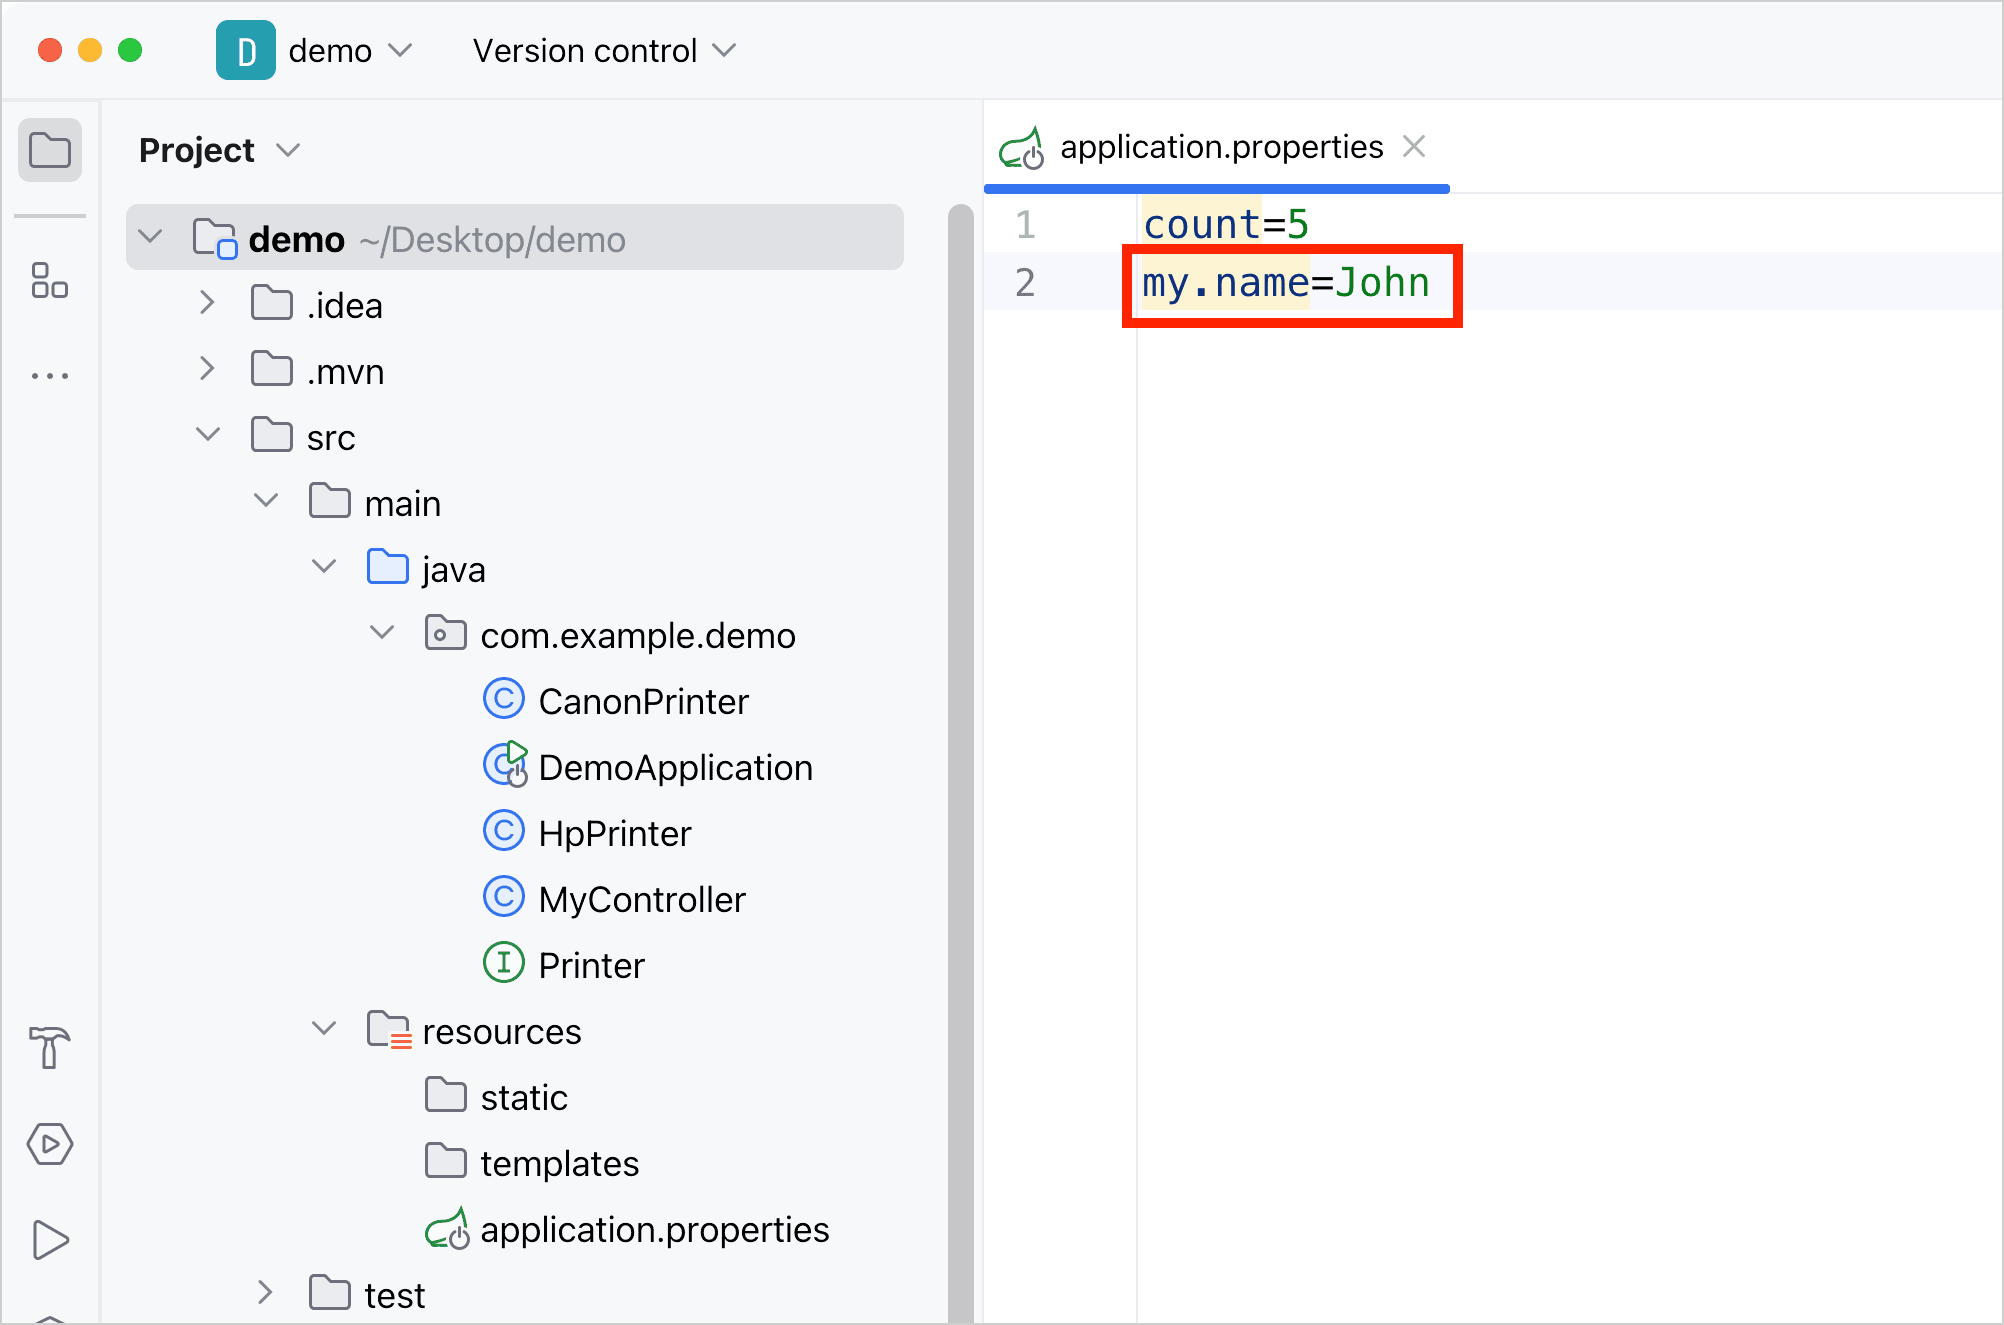 D demo Version control
Project
demo ~/Desktop/demo
.idea
.mvn
src
main
java
com.example.demo
C CanonPrinter
C DemoApplication
C HpPrinter
C MyController
I Printer
resources
static
templates
application.properties
test
application.properties
1 count=5
2 my.name=John